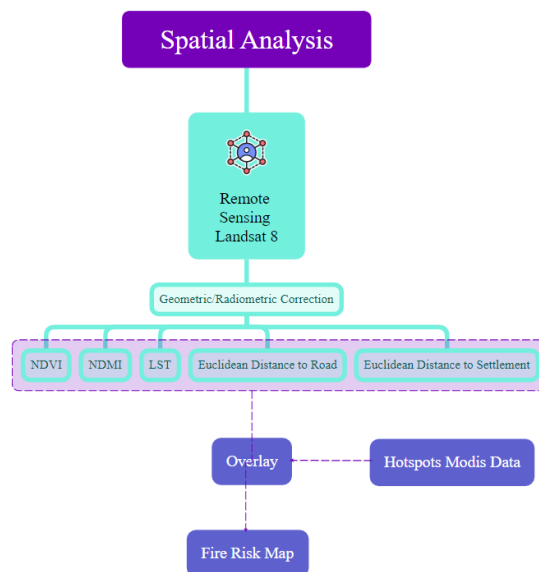 Spatial Analysis
Remote
Sensing
Landsat 8
Geometric/Radiometric Correction
NDVI
NDMI
LST
Euclidean Distance to Road
Euclidean Distance to Settlement
Overlay
Hotspots Modis Data
Fire Risk Map